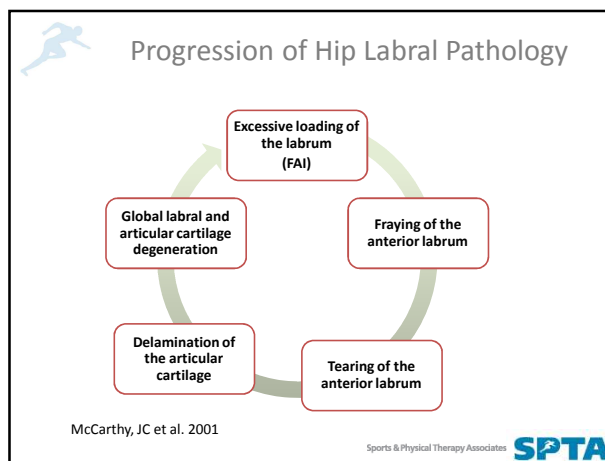 Progression of Hip Labral Pathology
Excessive loading of
the labrum
(FAI)
Fraying of the
anterior labrum
Tearing of the
anterior labrum
Delamination of
the articular
cartilage
Global labral and
articular cartilage
degeneration
McCarthy, JC et al. 2001
Sports & Physical Therapy Associates SPTA